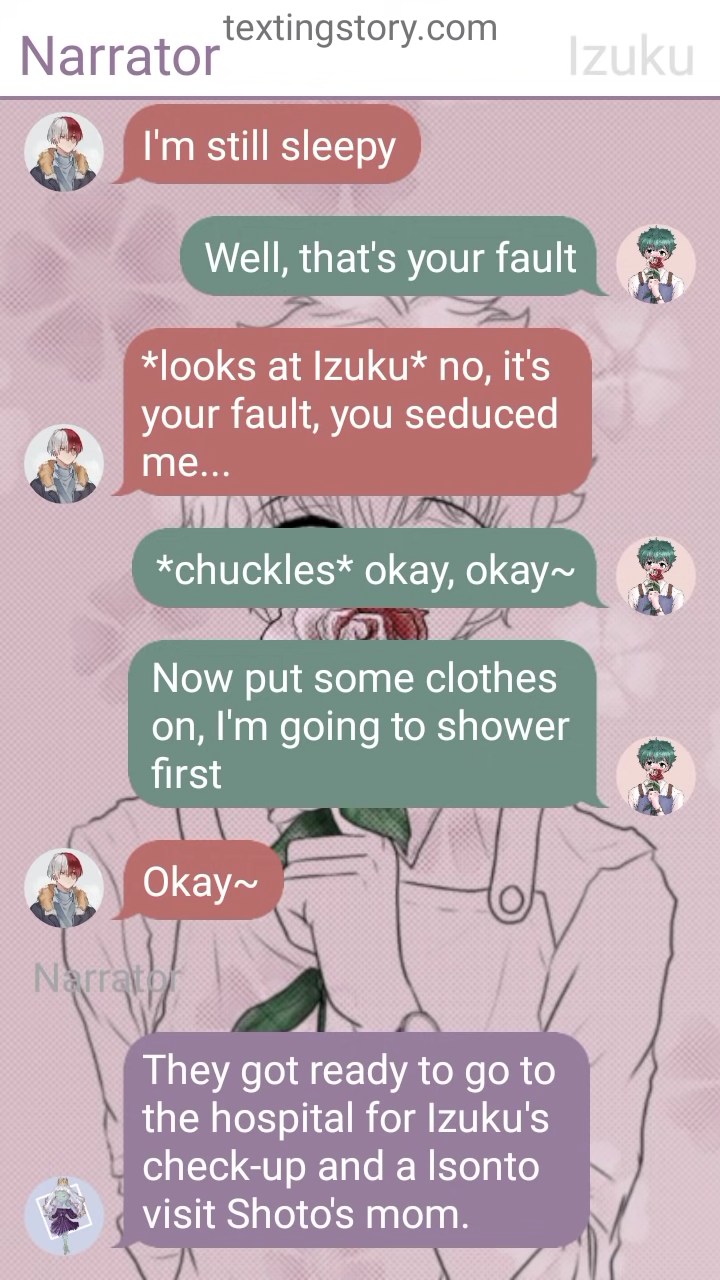 textingstory.com
Narrator
Izuku
I'm still sleepy
Well, that's your fault
*looks at Izuku* no, it's
your fault, you seduced
me...
*chuckles* okay, okay~
Now put some clothes
on, I'm going to shower
first
Okay~
Narrator
They got ready to go to
the hospital for Izuku's
check-up and a lsonto
visit Shoto's mom.